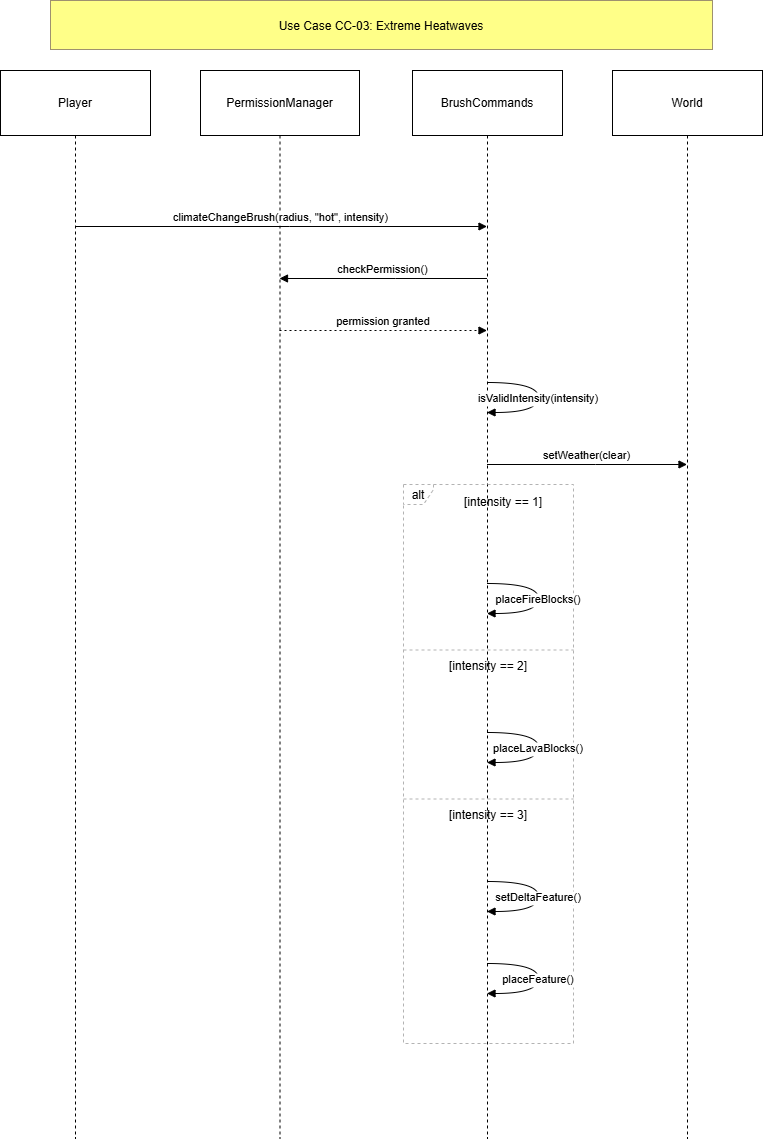 Use Case CC-03: Extreme Heatwaves
Player
PermissionManager
BrushCommands
World
climateChangeBrush(radius, "hot", intensity)
checkPermission()
permission granted
isValidIntensity(intensity)
setWeather(clear)
alt
[intensity == 1]
placeFireBlocks()
[intensity == 2]
placeLavaBlocks()
[intensity == 3]
setDeltaFeature()
placeFeature()